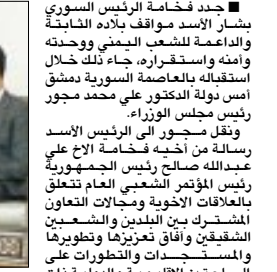 ■ جدد فخامة الرئيس السوري
بشار الأسد مواقف بلاده الثابتة
والداعمة للشعب اليمني ووحدته
وأمنه واستقراره، جاء ذلك خلال
استقباله بالعاصمة السورية دمشق
أمس دولة الدكتور علي محمد مجور
رئيس مجلس الوزراء.
ونقل مجور الى الرئيس الأسد
رسالة من أخيه فخامة الاخ علي
عبدالله صالح رئيس الجمهورية
رئيس المؤتمر الشعبي العام تتعلق
بالعلاقات الاخوية ومجالات التعاون
المشترك بين البلدين والشعبين
الشقيقين وآفاق تعزيزها وتطويرها
والمستجدات والتطورات على